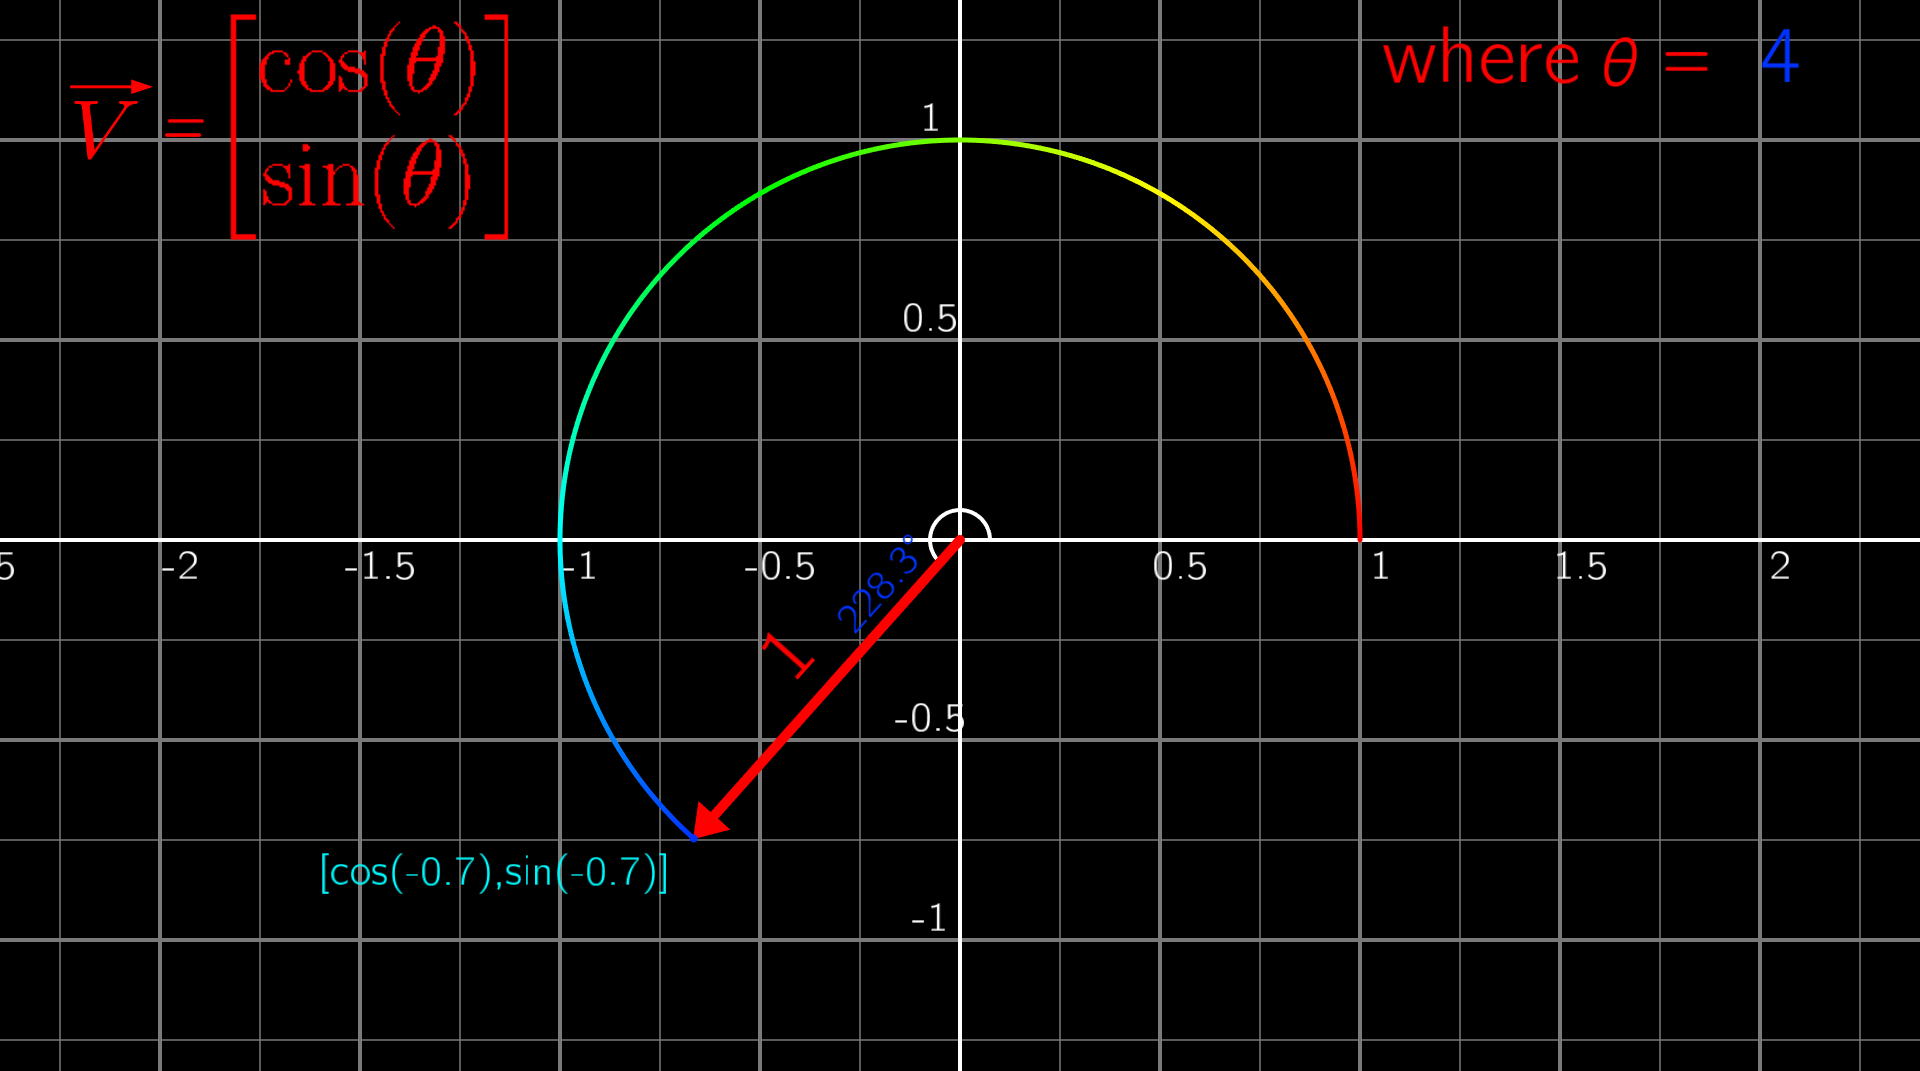 V = [cos(θ)
sin(θ)]
where θ = 4
1
0.5
5 -2 -1.5 -1 -0.5 0.5 1 1.5 2
228.3°
1
-0.5
[cos(-0.7),sin(-0.7)]
-1